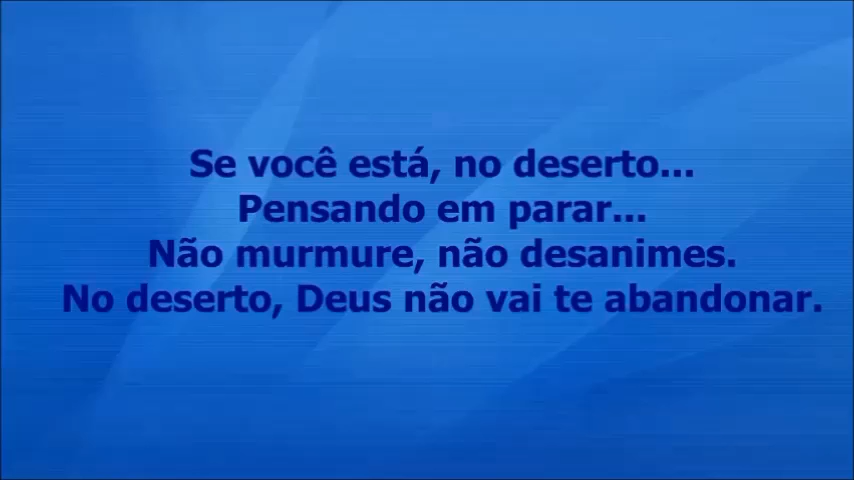 Se você está, no deserto...
Pensando em parar...
Não murmure, não desanimes.
No deserto, Deus não vai te abandonar.